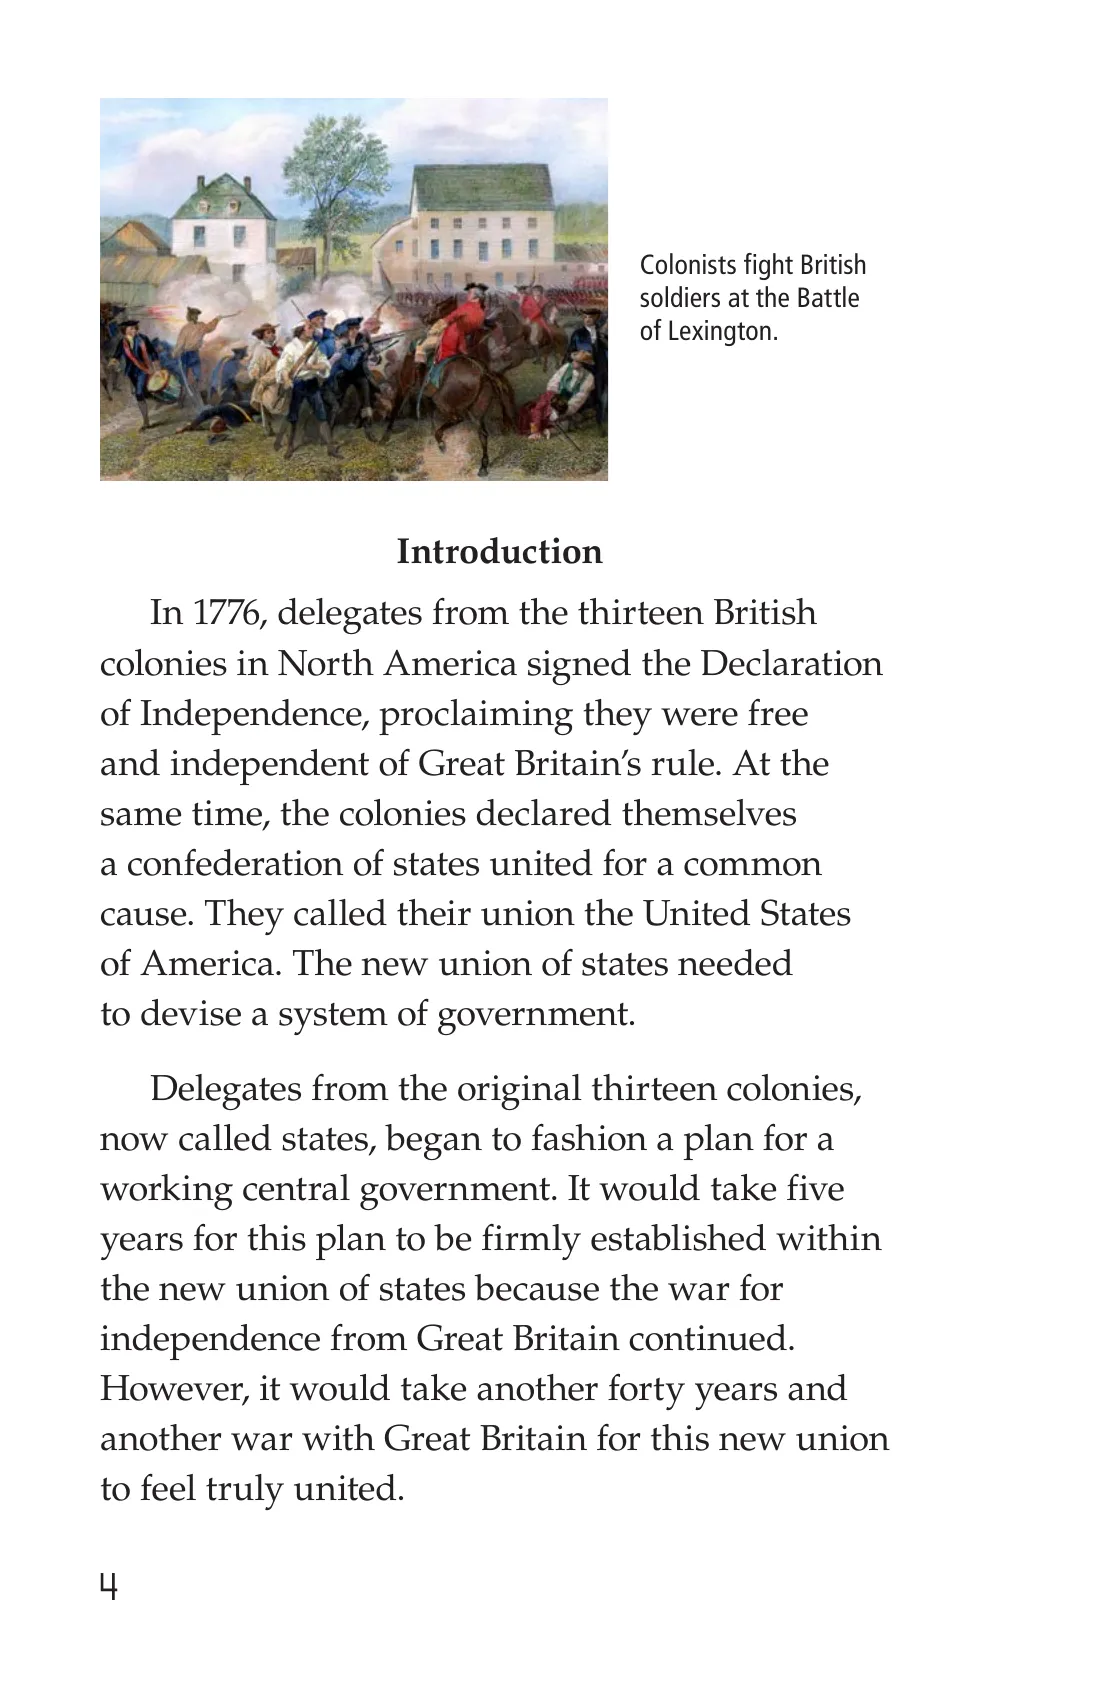 Colonists fight British
soldiers at the Battle
of Lexington.
Introduction
In 1776, delegates from the thirteen British
colonies in North America signed the Declaration
of Independence, proclaiming they were free
and independent of Great Britain’s rule. At the
same time, the colonies declared themselves
a confederation of states united for a common
cause. They called their union the United States
of America. The new union of states needed
to devise a system of government.
Delegates from the original thirteen colonies,
now called states, began to fashion a plan for a
working central government. It would take five
years for this plan to be firmly established within
the new union of states because the war for
independence from Great Britain continued.
However, it would take another forty years and
another war with Great Britain for this new union
to feel truly united.
4